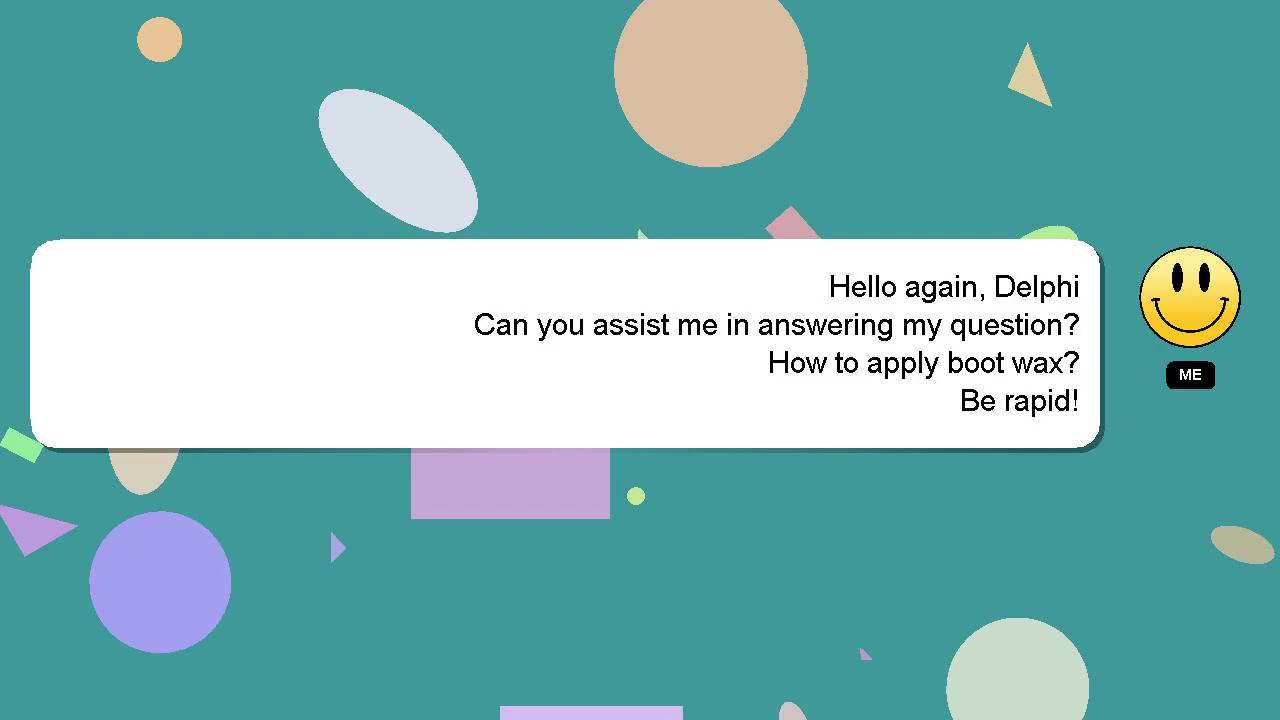 Hello again, Delphi
Can you assist me in answering my question?
How to apply boot wax?
Be rapid!
ME